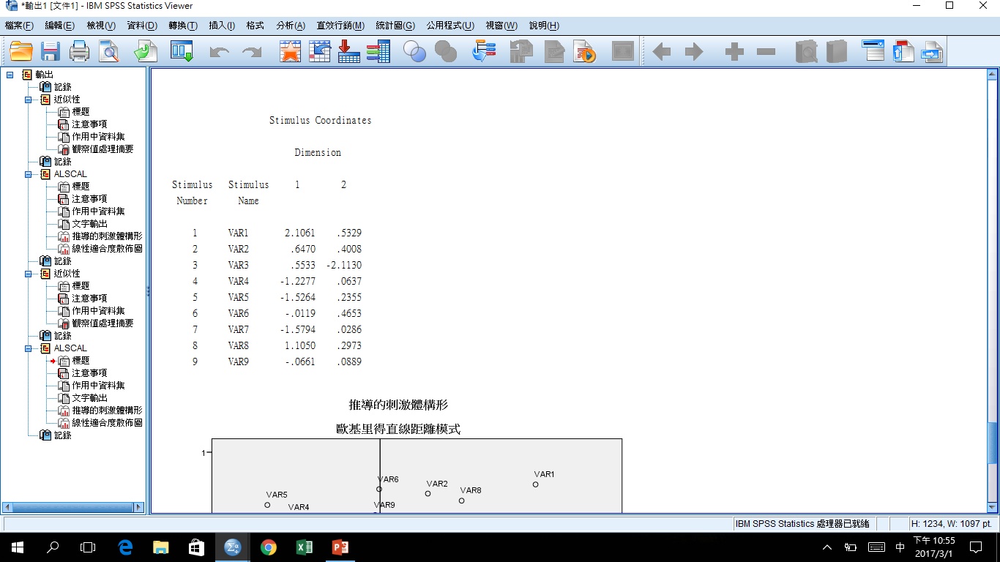 *輸出1 [文件1] - IBM SPSS Statistics Viewer
檔案(F) 編輯(E) 檢視(V) 資料(D) 轉換(T) 插入(I) 格式 分析(A) 直效行銷(M) 統計圖(G) 公用程式(U) 視窗(W) 說明(H)
輸出
記錄
近似性
標題
注意事項
作用中資料集
觀察值處理摘要
記錄
ALSCAL
標題
注意事項
作用中資料集
文字輸出
推導的刺激體構形
線性適合度散佈圖
記錄
近似性
標題
注意事項
作用中資料集
觀察值處理摘要
記錄
ALSCAL
標題
注意事項
作用中資料集
文字輸出
推導的刺激體構形
線性適合度散佈圖
記錄
Stimulus Coordinates
Dimension
Stimulus Stimulus 1 2
Number Name
1 VAR1 2.1061 .5329
2 VAR2 .6470 .4008
3 VAR3 .5533 -2.1130
4 VAR4 -1.2277 .0637
5 VAR5 -1.5264 .2355
6 VAR6 -.0119 .4653
7 VAR7 -1.5794 .0286
8 VAR8 1.1050 .2973
9 VAR9 -.0661 .0889
推導的刺激體構形
歐基里得直線距離模式
1
VAR1
VAR6
VAR2
VAR8
VAR5
VAR4
VAR9
IBM SPSS Statistics 處理器已就緒 H: 1234, W: 1097 pt.
中
下午 10:55
2017/3/1